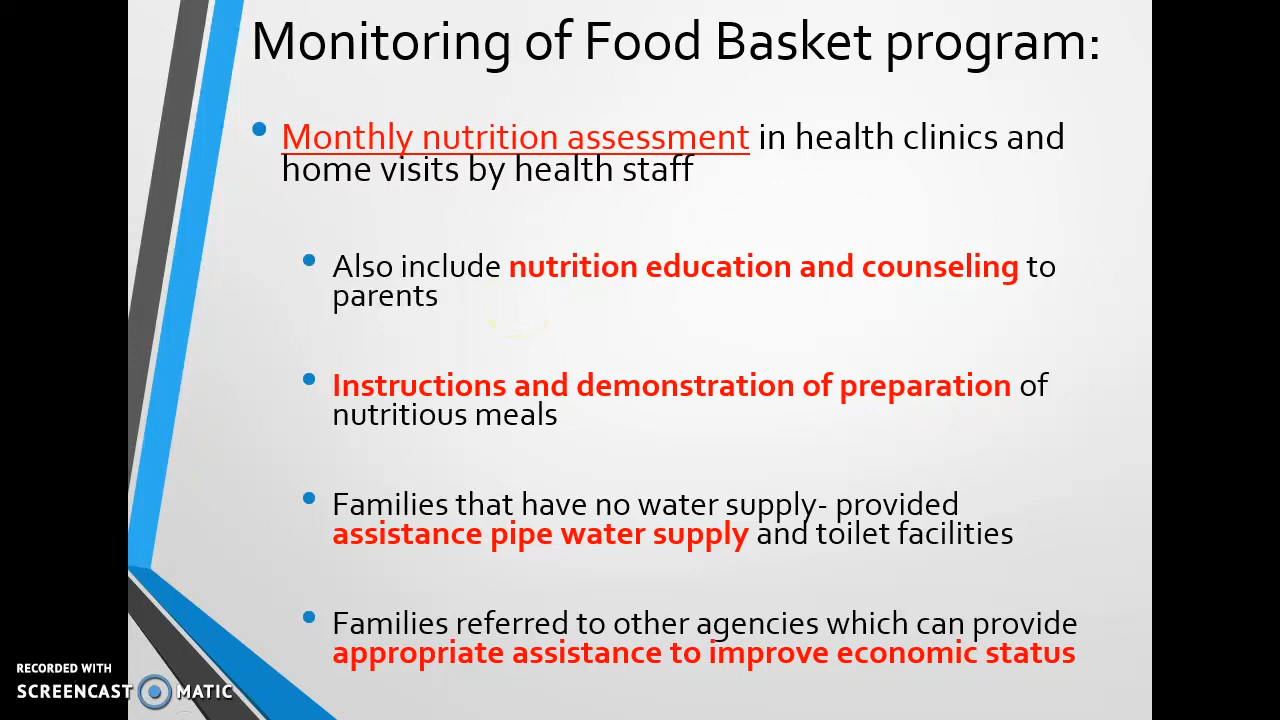 Monitoring of Food Basket program:
• Monthly nutrition assessment in health clinics and
home visits by health staff
• Also include nutrition education and counseling to
parents
• Instructions and demonstration of preparation of
nutritious meals
• Families that have no water supply- provided
assistance pipe water supply and toilet facilities
• Families referred to other agencies which can provide
appropriate assistance to improve economic status
RECORDED WITH
SCREENCAST MATIC